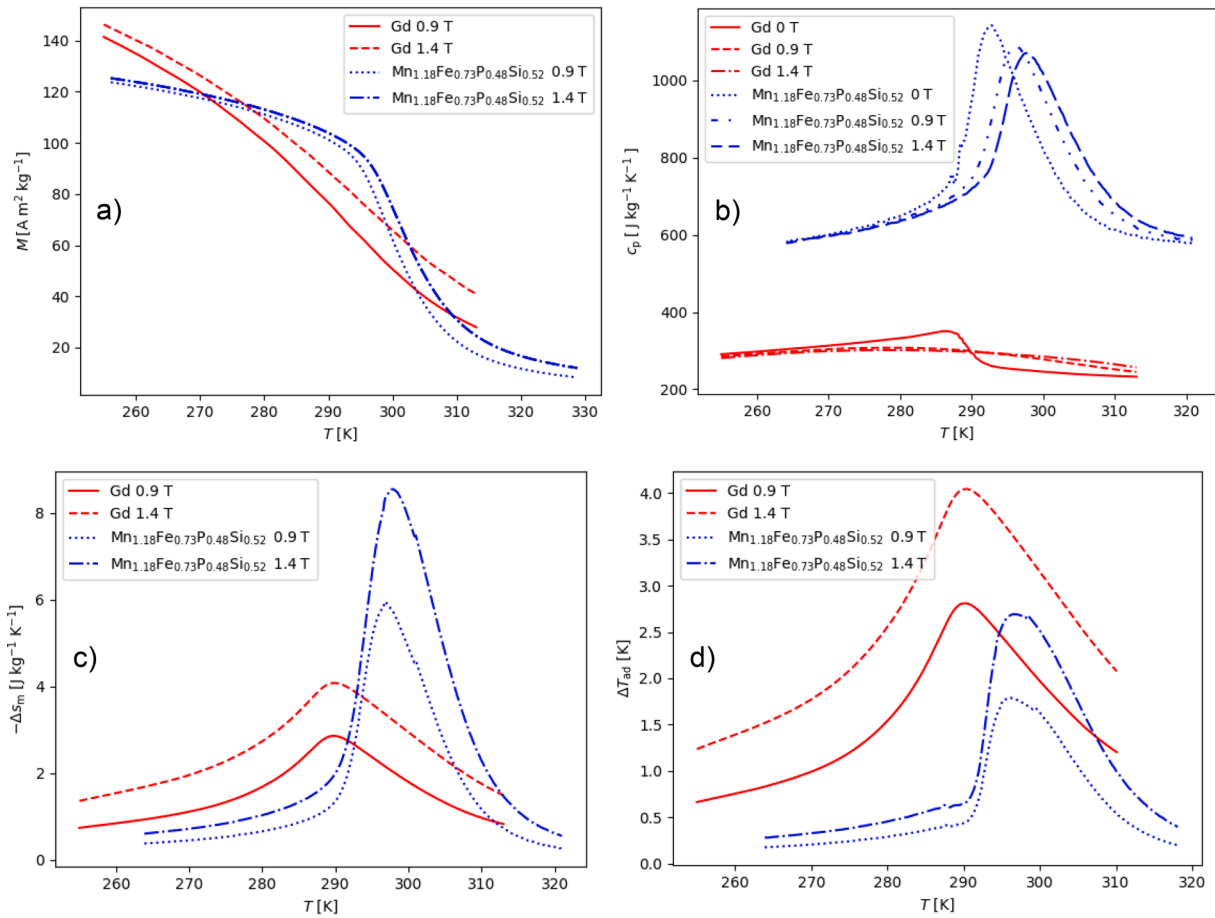 Gd 0.9 T
Gd 1.4 T
Mn1.18Fe0.73P0.48Si0.52 0.9 T
Mn1.18Fe0.73P0.48Si0.52 1.4 T
140
120
100
80
60
40
20
M [A m² kg⁻¹]
a)
260 270 280 290 300 310 320 330
T [K]
Gd 0 T
Gd 0.9 T
Gd 1.4 T
Mn1.18Fe0.73P0.48Si0.52 0 T
Mn1.18Fe0.73P0.48Si0.52 0.9 T
Mn1.18Fe0.73P0.48Si0.52 1.4 T
1000
800
600
400
200
cp [J kg⁻¹ K⁻¹]
b)
260 270 280 290 300 310 320
T [K]
Gd 0.9 T
Gd 1.4 T
Mn1.18Fe0.73P0.48Si0.52 0.9 T
Mn1.18Fe0.73P0.48Si0.52 1.4 T
8
6
4
2
0
−Δsm [J kg⁻¹ K⁻¹]
c)
260 270 280 290 300 310 320
T [K]
Gd 0.9 T
Gd 1.4 T
Mn1.18Fe0.73P0.48Si0.52 0.9 T
Mn1.18Fe0.73P0.48Si0.52 1.4 T
4.0
3.5
3.0
2.5
2.0
1.5
1.0
0.5
0.0
ΔTad [K]
d)
260 270 280 290 300 310 320
T [K]